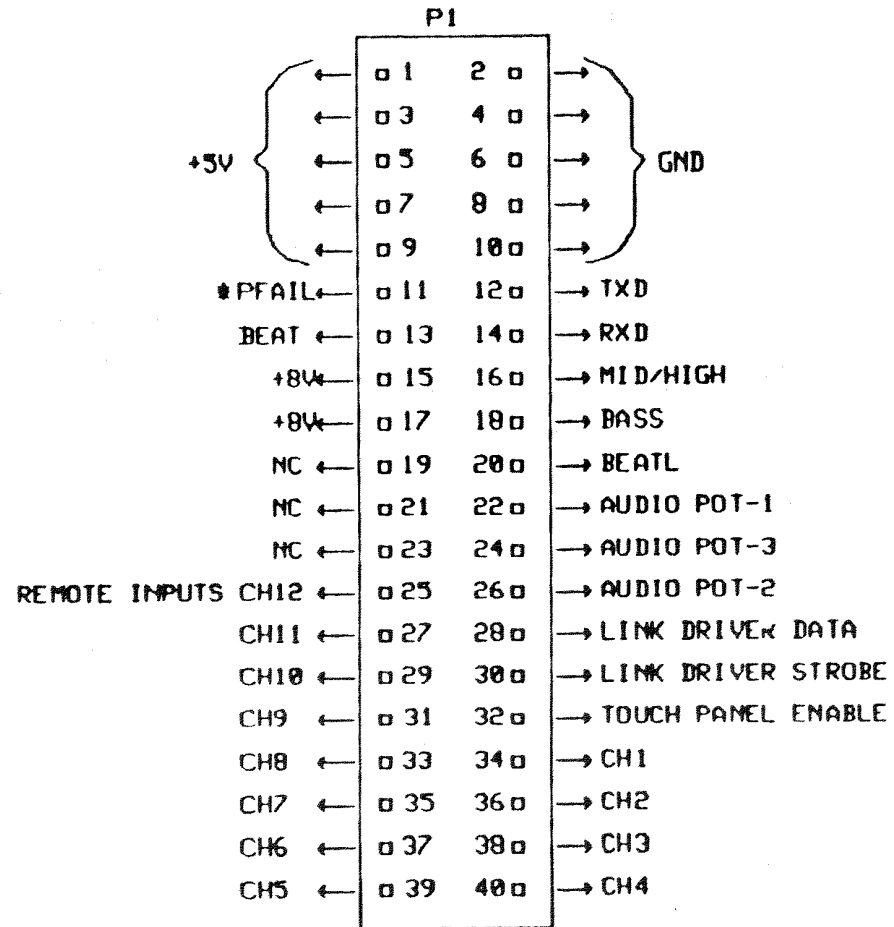 P1
1 2
3 4
+5V 5 6 GND
7 8
9 10
*PFAIL 11 12 TXD
BEAT 13 14 RXD
+8V 15 16 MID/HIGH
+8V 17 18 BASS
NC 19 20 BEATL
NC 21 22 AUDIO POT-1
NC 23 24 AUDIO POT-3
REMOTE INPUTS CH12 25 26 AUDIO POT-2
CH11 27 28 LINK DRIVER DATA
CH10 29 30 LINK DRIVER STROBE
CH9 31 32 TOUCH PANEL ENABLE
CH8 33 34 CH1
CH7 35 36 CH2
CH6 37 38 CH3
CH5 39 40 CH4